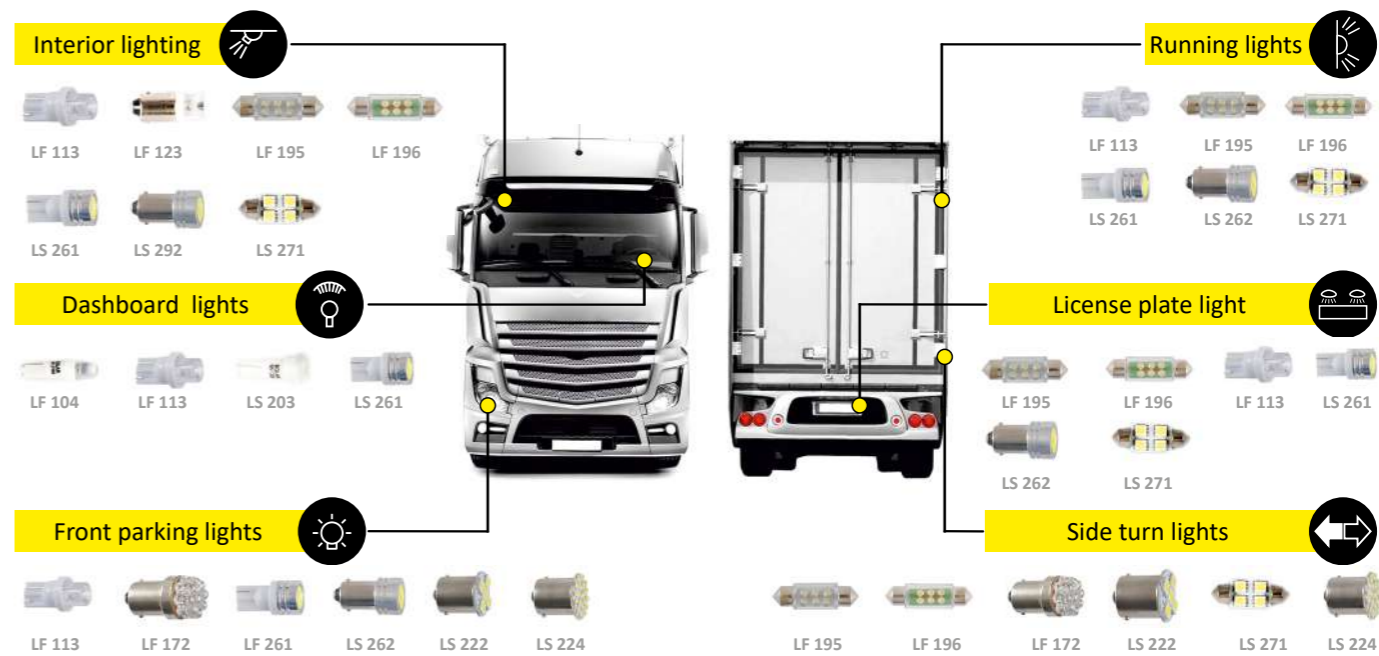 Interior lighting
LF 113 LF 123 LF 195 LF 196
LS 261 LS 292 LS 271
Dashboard lights
LF 104 LF 113 LS 203 LS 261
Front parking lights
LF 113 LF 172 LF 261 LS 262 LS 222 LS 224
Running lights
LF 113 LF 195 LF 196
LS 261 LS 262 LS 271
License plate light
LF 195 LF 196 LF 113 LS 261
LS 262 LS 271
Side turn lights
LF 195 LF 196 LF 172 LS 222 LS 271 LS 224